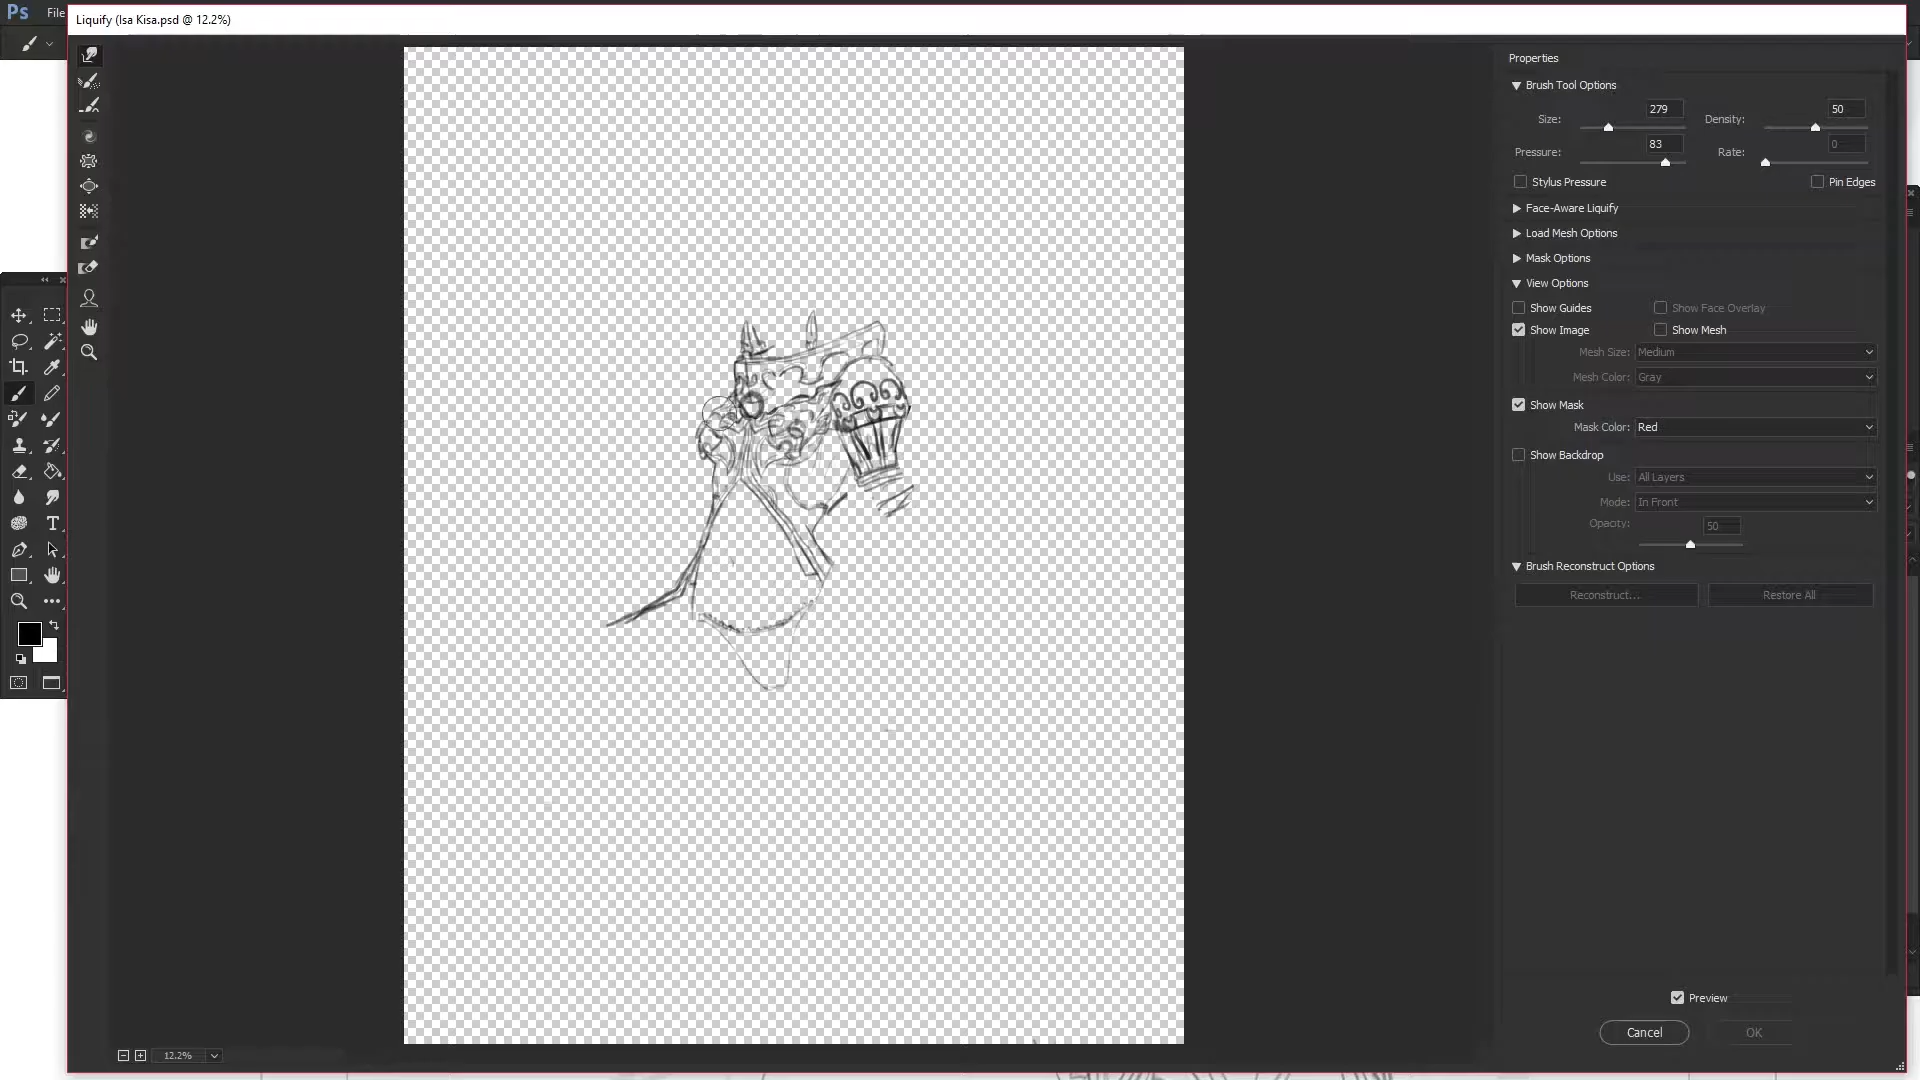 Ps File
Liquify (Isa Kisa.psd @ 12.2%)
Properties
Brush Tool Options
Size: 279 Density: 50
Pressure: 83 Rate: 0
Stylus Pressure Pin Edges
Face-Aware Liquify
Load Mesh Options
Mask Options
View Options
Show Guides Show Face Overlay
Show Image Show Mesh
Mesh Size: Medium
Mesh Color: Gray
Show Mask
Mask Color: Red
Show Backdrop
Use: All Layers
Mode: In Front
Opacity: 50
Brush Reconstruct Options
Reconstruct... Restore All
Preview
Cancel OK
12.2%